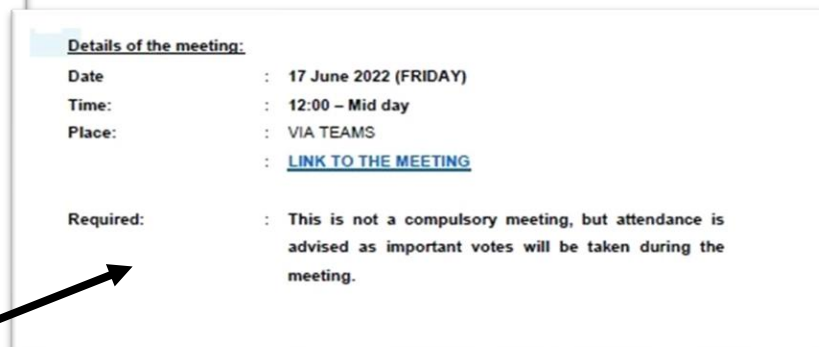 Details of the meeting:
Date : 17 June 2022 (FRIDAY)
Time: : 12:00 – Mid day
Place: : VIA TEAMS
: LINK TO THE MEETING
Required: : This is not a compulsory meeting, but attendance is
advised as important votes will be taken during the
meeting.